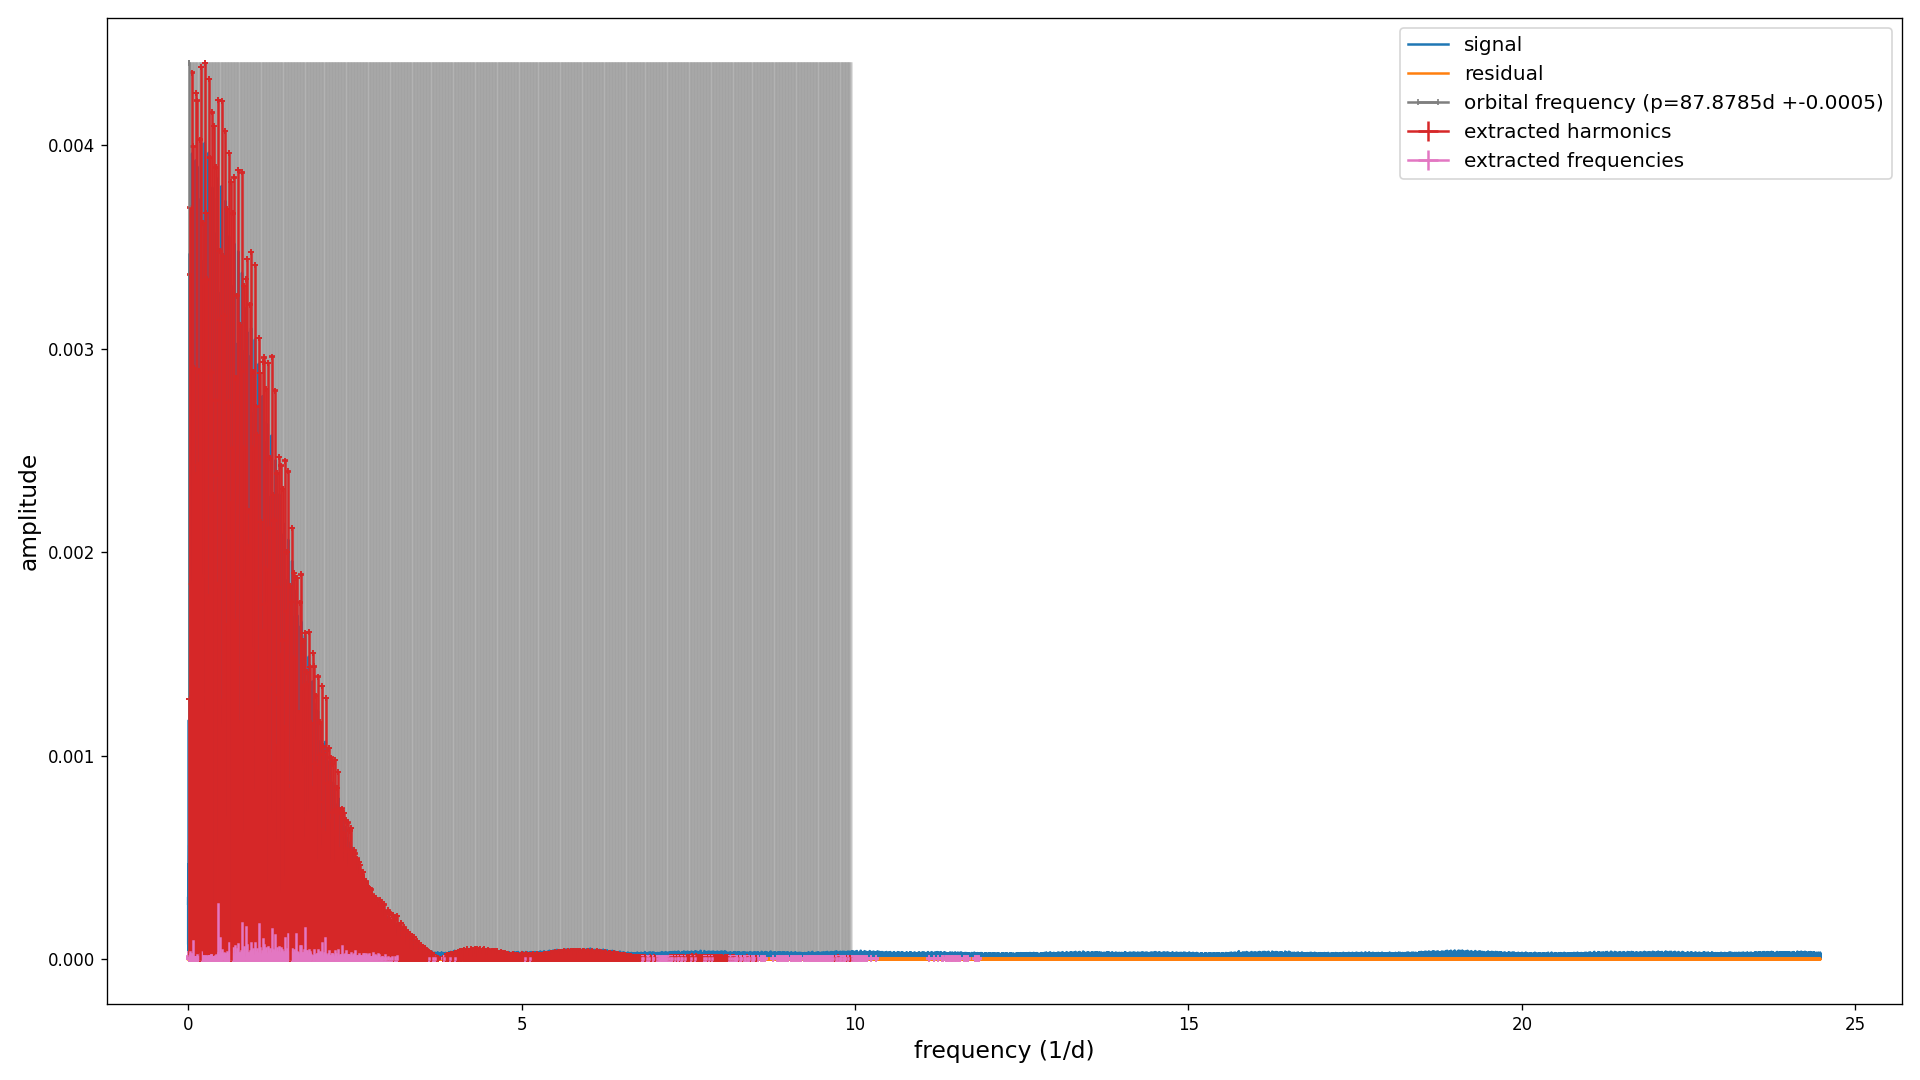 signal
residual
orbital frequency (p=87.8785d +-0.0005)
extracted harmonics
extracted frequencies
amplitude
0.004
0.003
0.002
0.001
0.000
0 5 10 15 20 25
frequency (1/d)